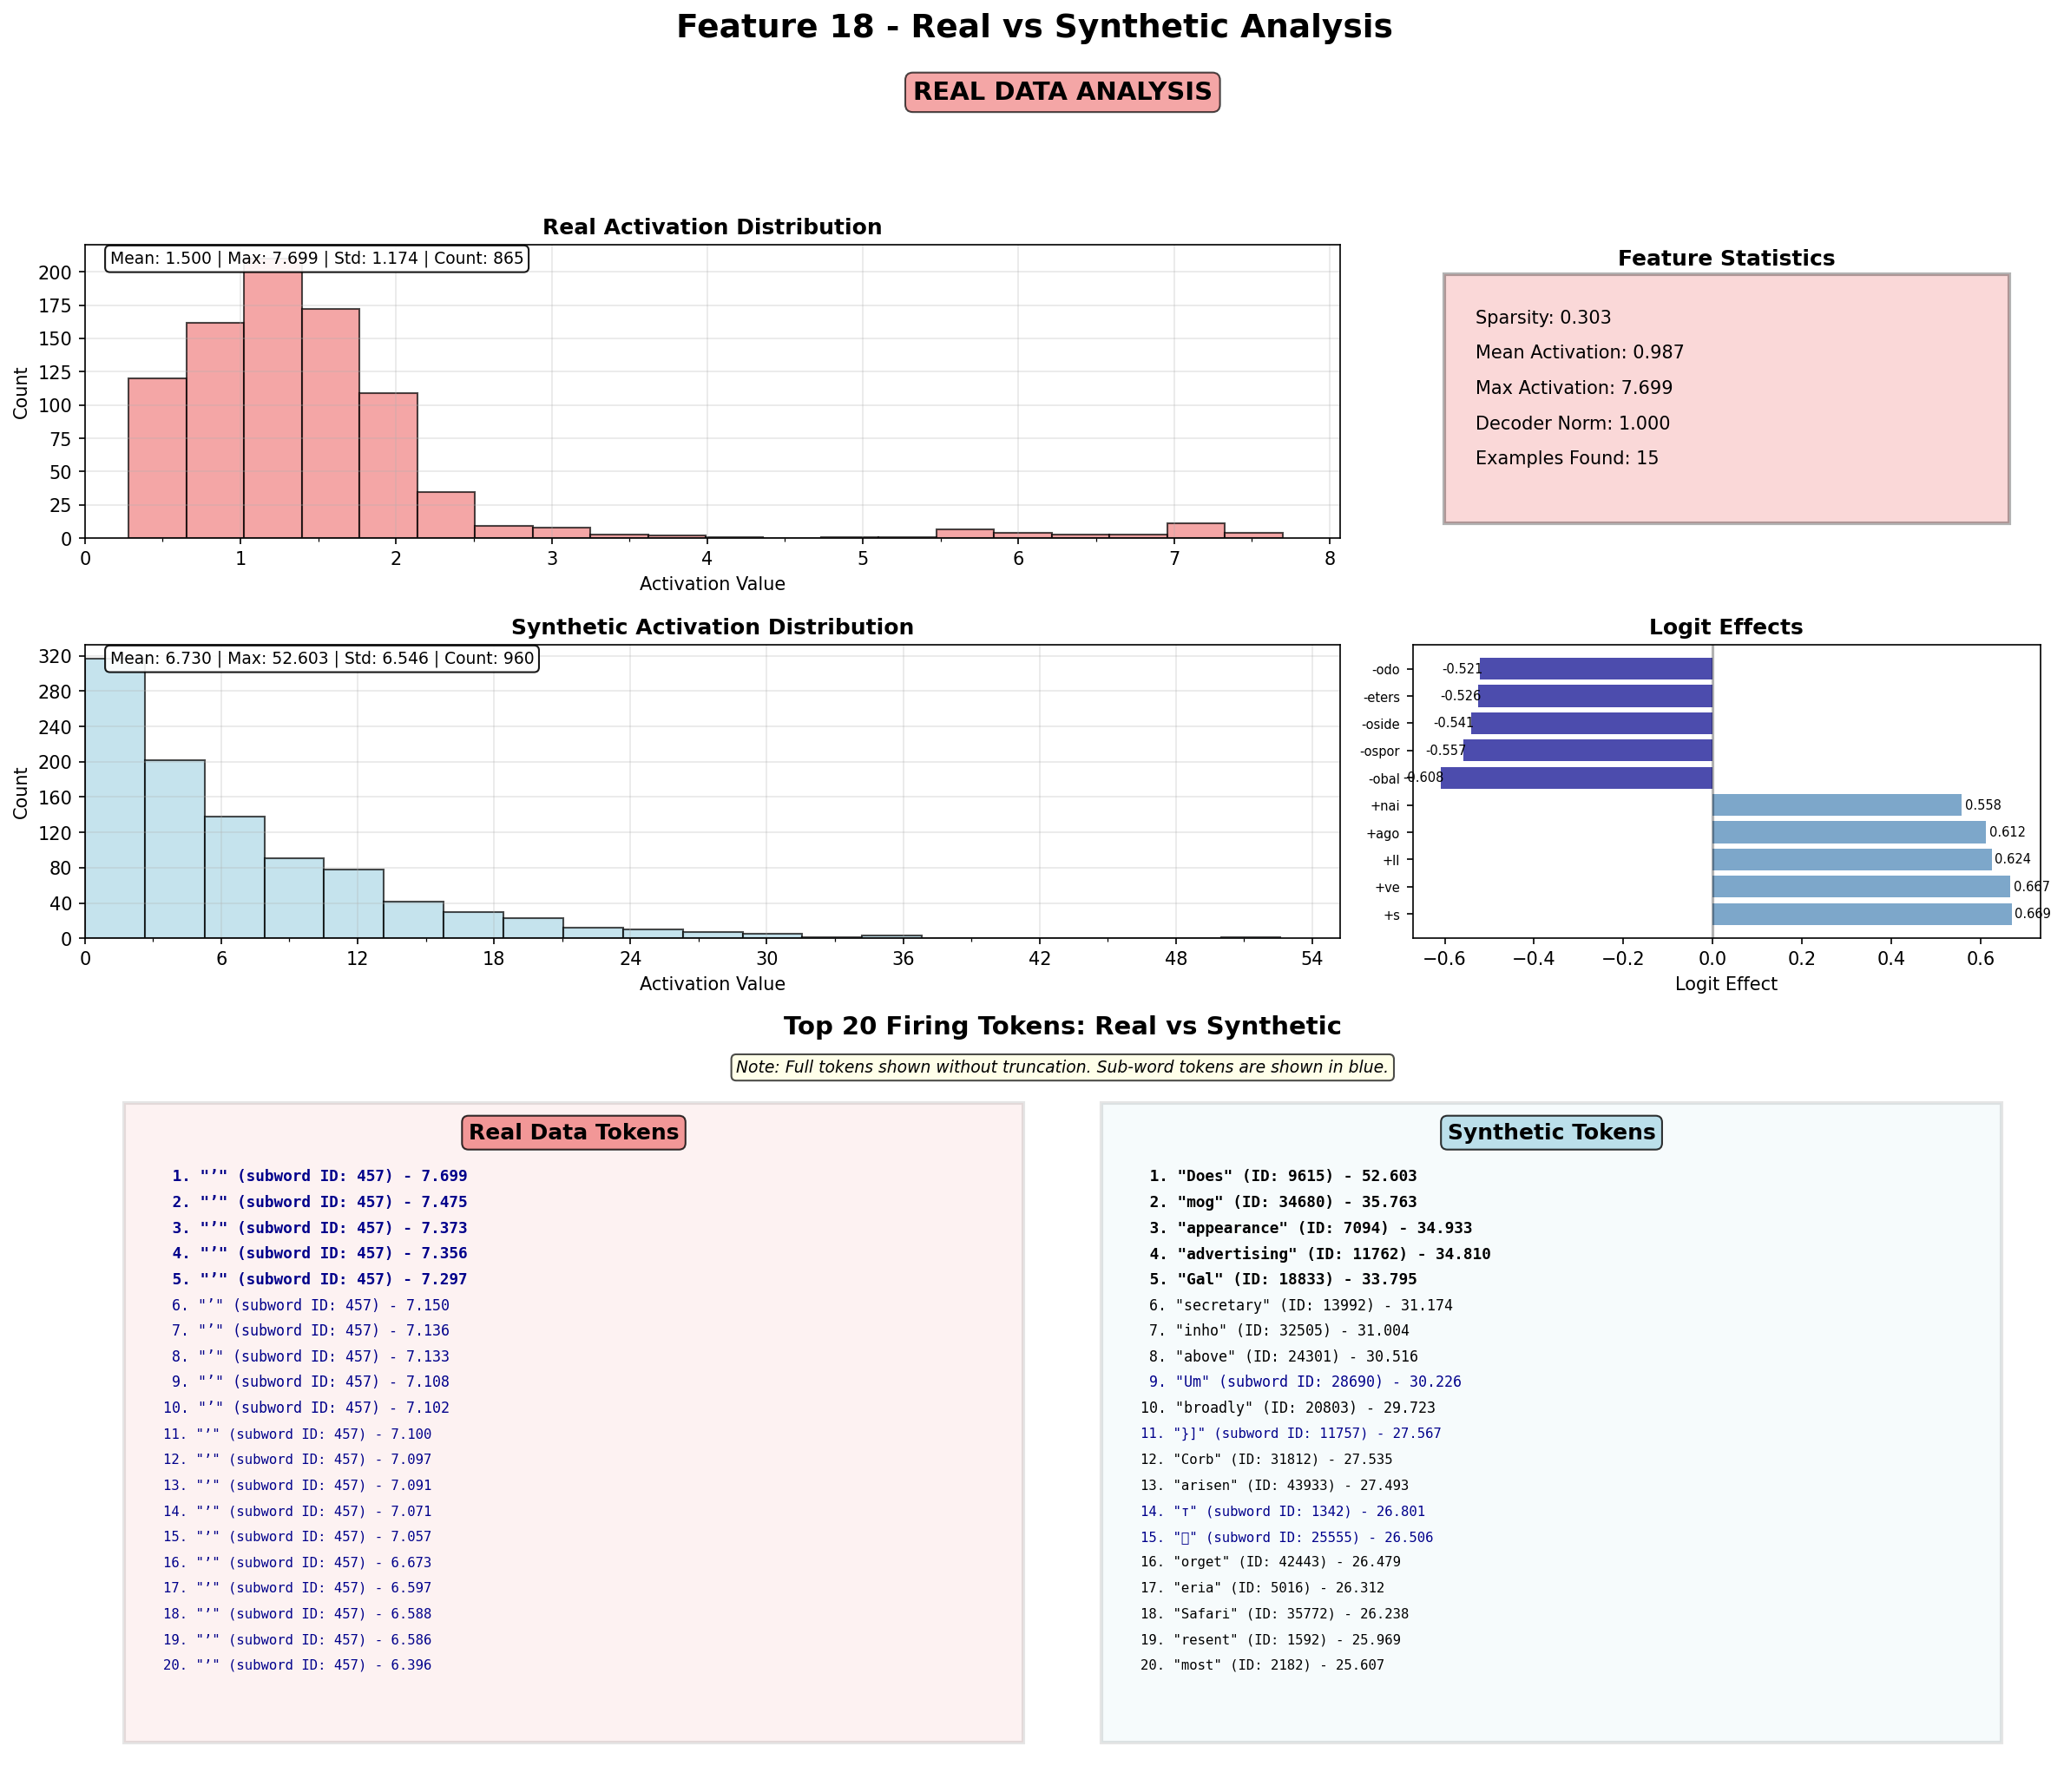 Feature 18 - Real vs Synthetic Analysis
REAL DATA ANALYSIS
Real Activation Distribution
Mean: 1.500 | Max: 7.699 | Std: 1.174 | Count: 865
Count
200
175
150
125
100
75
50
25
0
0 1 2 3 4 5 6 7 8
Activation Value
Feature Statistics
Sparsity: 0.303
Mean Activation: 0.987
Max Activation: 7.699
Decoder Norm: 1.000
Examples Found: 15
Synthetic Activation Distribution
Mean: 6.730 | Max: 52.603 | Std: 6.546 | Count: 960
Count
320
280
240
200
160
120
80
40
0
0 6 12 18 24 30 36 42 48 54
Activation Value
Logit Effects
-odo -0.521
-eters -0.526
-oside -0.541
-ospor -0.557
-obal -0.608
+nai 0.558
+ago 0.612
+ll 0.624
+ve 0.667
+s 0.669
−0.6 −0.4 −0.2 0.0 0.2 0.4 0.6
Logit Effect
Top 20 Firing Tokens: Real vs Synthetic
Note: Full tokens shown without truncation. Sub-word tokens are shown in blue.
Real Data Tokens
1. "’" (subword ID: 457) - 7.699
2. "’" (subword ID: 457) - 7.475
3. "’" (subword ID: 457) - 7.373
4. "’" (subword ID: 457) - 7.356
5. "’" (subword ID: 457) - 7.297
6. "’" (subword ID: 457) - 7.150
7. "’" (subword ID: 457) - 7.136
8. "’" (subword ID: 457) - 7.133
9. "’" (subword ID: 457) - 7.108
10. "’" (subword ID: 457) - 7.102
11. "’" (subword ID: 457) - 7.100
12. "’" (subword ID: 457) - 7.097
13. "’" (subword ID: 457) - 7.091
14. "’" (subword ID: 457) - 7.071
15. "’" (subword ID: 457) - 7.057
16. "’" (subword ID: 457) - 6.673
17. "’" (subword ID: 457) - 6.597
18. "’" (subword ID: 457) - 6.588
19. "’" (subword ID: 457) - 6.586
20. "’" (subword ID: 457) - 6.396
Synthetic Tokens
1. "Does" (ID: 9615) - 52.603
2. "mog" (ID: 34680) - 35.763
3. "appearance" (ID: 7094) - 34.933
4. "advertising" (ID: 11762) - 34.810
5. "Gal" (ID: 18833) - 33.795
6. "secretary" (ID: 13992) - 31.174
7. "inho" (ID: 32505) - 31.004
8. "above" (ID: 24301) - 30.516
9. "Um" (subword ID: 28690) - 30.226
10. "broadly" (ID: 20803) - 29.723
11. "}]" (subword ID: 11757) - 27.567
12. "Corb" (ID: 31812) - 27.535
13. "arisen" (ID: 43933) - 27.493
14. "т" (subword ID: 1342) - 26.801
15. "" (subword ID: 25555) - 26.506
16. "orget" (ID: 42443) - 26.479
17. "eria" (ID: 5016) - 26.312
18. "Safari" (ID: 35772) - 26.238
19. "resent" (ID: 1592) - 25.969
20. "most" (ID: 2182) - 25.607